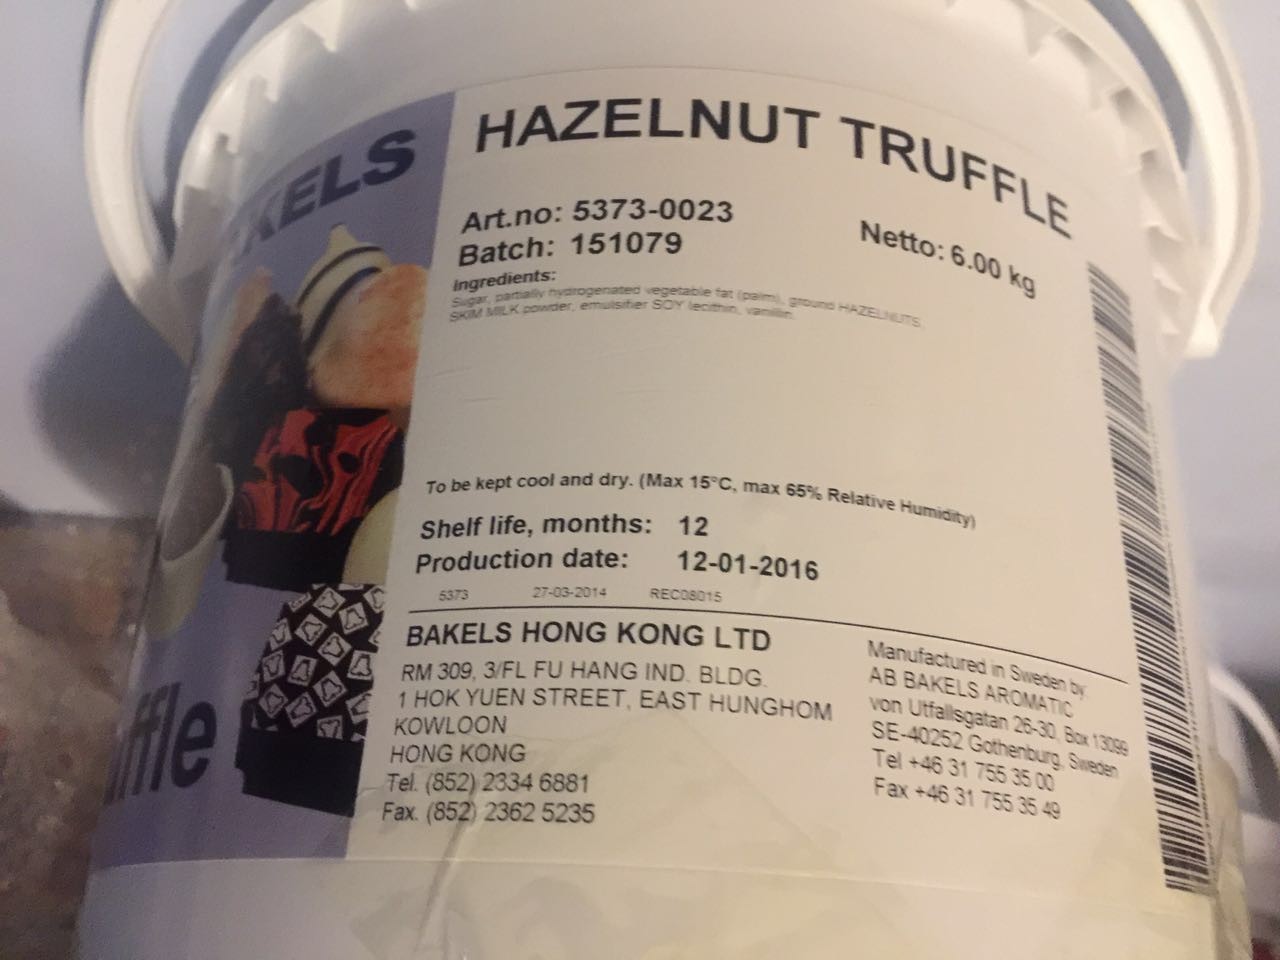 KELS
HAZELNUT TRUFFLE
Art.no: 5373-0023
Batch: 151079
Netto: 6.00 kg
Ingredients:
Sugar, partially hydrogenated vegetable fat (palm), ground HAZELNUTS,
SKIM MILK powder, emulsifier SOY lecithin, vanillin.
To be kept cool and dry. (Max 15°C, max 65% Relative Humidity)
Shelf life, months: 12
Production date: 12-01-2016
5373 27-03-2014 REC08015
BAKELS HONG KONG LTD
RM 309, 3/FL FU HANG IND. BLDG.
1 HOK YUEN STREET, EAST HUNGHOM
KOWLOON
HONG KONG
Tel. (852) 2334 6881
Fax. (852) 2362 5235
Manufactured in Sweden by:
AB BAKELS AROMATIC
von Utfallsgatan 26-30, Box 13099
SE-40252 Gothenburg, Sweden
Tel +46 31 755 35 00
Fax +46 31 755 35 49
ffle